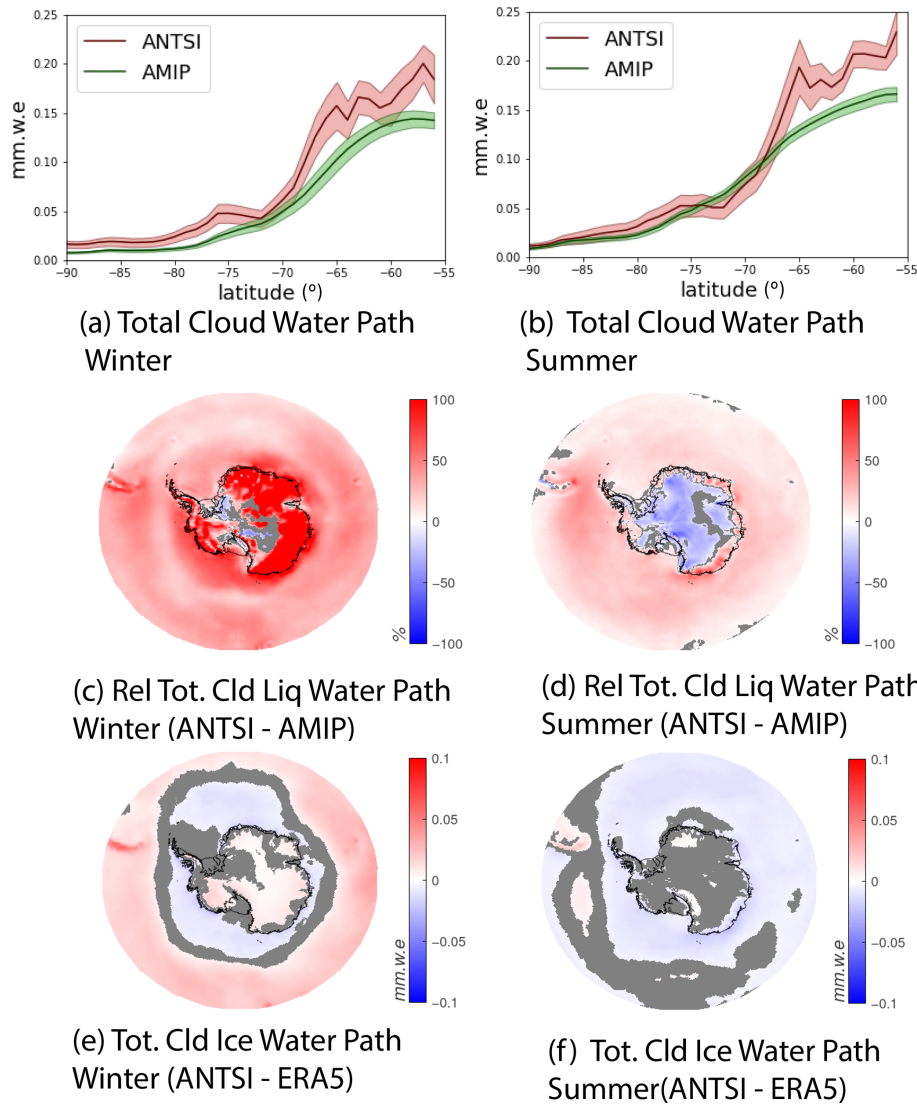 0.25
0.20
0.15
0.10
0.05
0.00
mm.w.e
ANTSI
AMIP
−90 −85 −80 −75 −70 −65 −60 −55
latitude (º)
(a) Total Cloud Water Path
Winter
0.25
0.20
0.15
0.10
0.05
0.00
mm.w.e
ANTSI
AMIP
−90 −85 −80 −75 −70 −65 −60 −55
latitude (º)
(b) Total Cloud Water Path
Summer
100
50
0
−50
−100
%
(c) Rel Tot. Cld Liq Water Path
Winter (ANTSI - AMIP)
100
50
0
−50
−100
%
(d) Rel Tot. Cld Liq Water Path
Summer (ANTSI - AMIP)
0.1
0.05
0
−0.05
−0.1
mm.w.e
(e) Tot. Cld Ice Water Path
Winter (ANTSI - ERA5)
0.1
0.05
0
−0.05
−0.1
mm.w.e
(f) Tot. Cld Ice Water Path
Summer(ANTSI - ERA5)